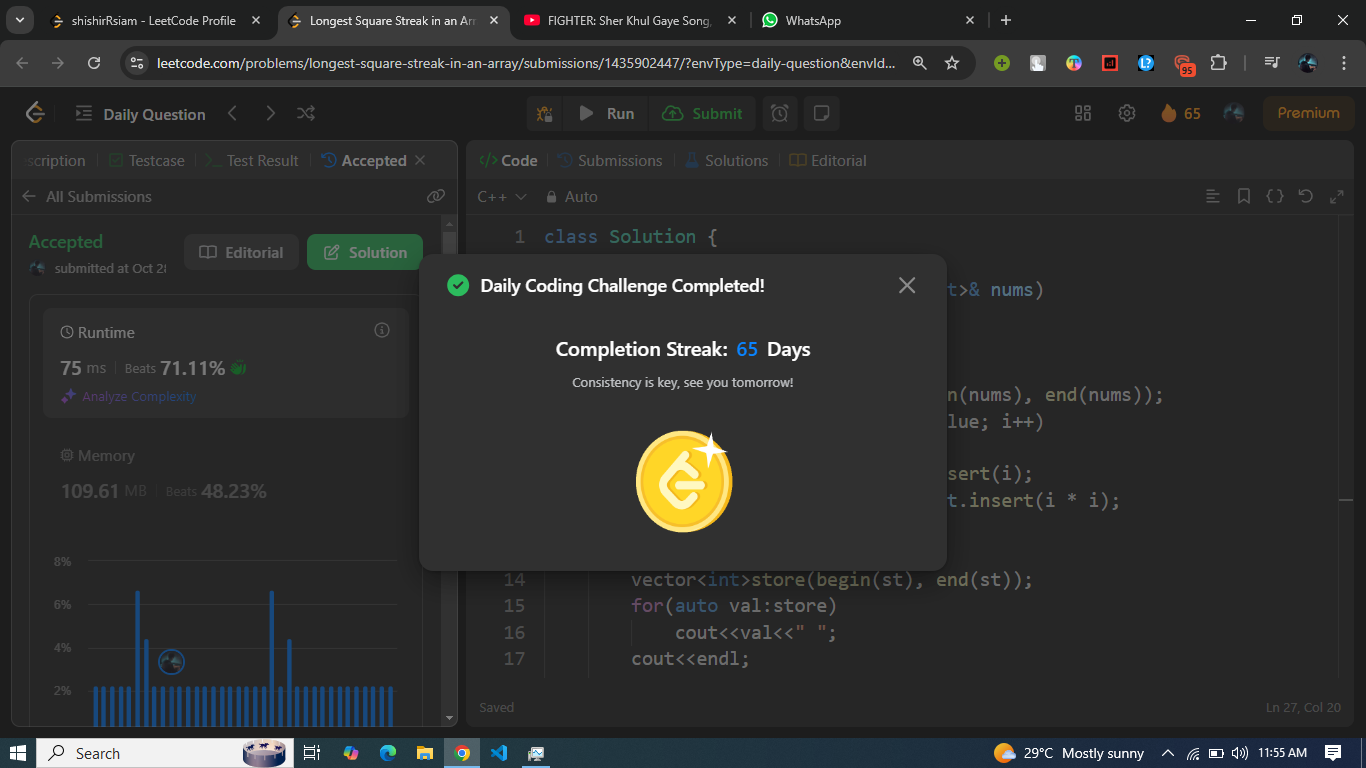 shishirRsiam - LeetCode Profile
Longest Square Streak in an Arr
FIGHTER: Sher Khul Gaye Song,
WhatsApp
leetcode.com/problems/longest-square-streak-in-an-array/submissions/1435902447/?envType=daily-question&envId...
95
Daily Question
Run
Submit
65
Premium
scription
Testcase
Test Result
Accepted
Code
Submissions
Solutions
Editorial
All Submissions
C++
Auto
Accepted
submitted at Oct 28
Editorial
Solution
1 class Solution {
t>& nums)
n(nums), end(nums));
lue; i++)
sert(i);
t.insert(i * i);
14 vector<int>store(begin(st), end(st));
15 for(auto val:store)
16 cout<<val<<" ";
17 cout<<endl;
Daily Coding Challenge Completed!
Completion Streak: 65 Days
Consistency is key, see you tomorrow!
Runtime
75 ms
Beats 71.11%
Analyze Complexity
Memory
109.61 MB
Beats 48.23%
8%
6%
4%
2%
Saved
Ln 27, Col 20
Search
29°C Mostly sunny
11:55 AM